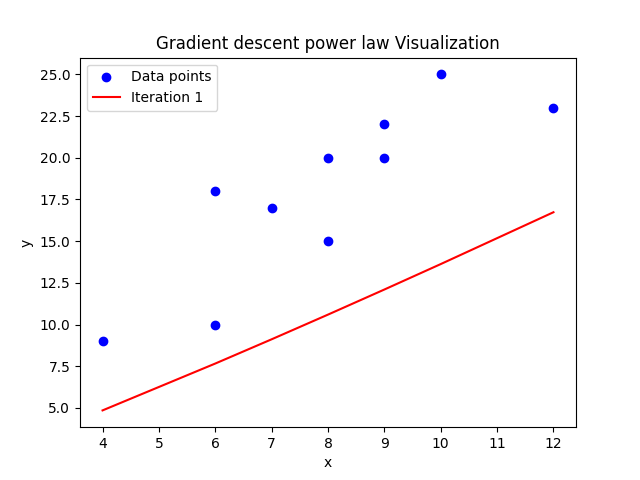 Gradient descent power law Visualization
Data points
Iteration 1
25.0
22.5
20.0
17.5
15.0
12.5
10.0
7.5
5.0
y
4 5 6 7 8 9 10 11 12
x